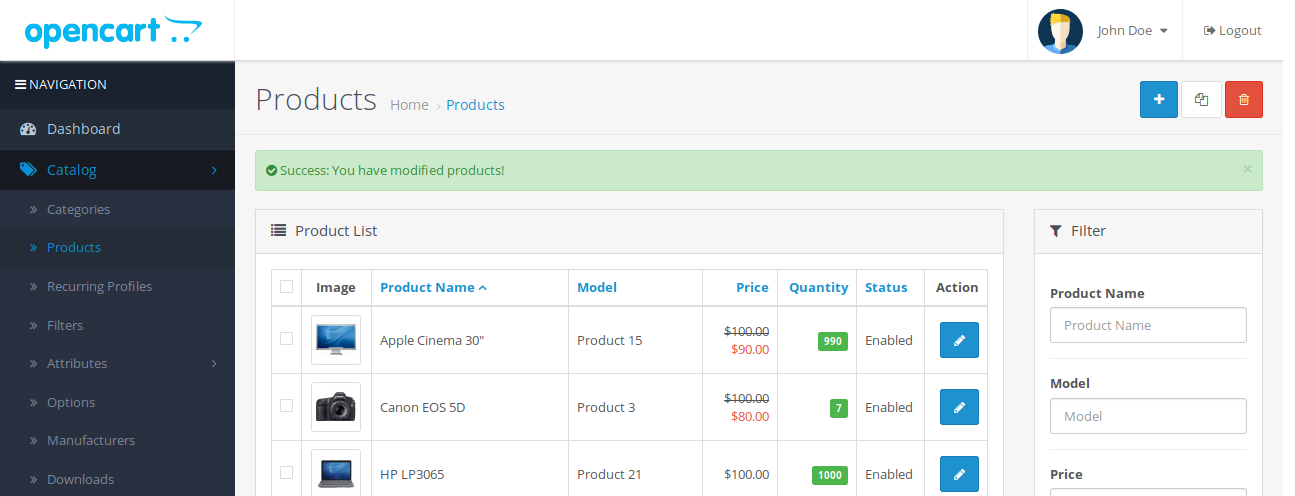 opencart
John Doe
Logout
NAVIGATION
Products
Home › Products
Dashboard
Success: You have modified products!
×
Catalog
Categories
Products
Recurring Profiles
Filters
Attributes
Options
Manufacturers
Downloads
Product List
Image Product Name Model Price Quantity Status Action
Apple Cinema 30" Product 15 $100.00 990 Enabled
$90.00
Canon EOS 5D Product 3 $100.00 7 Enabled
$80.00
HP LP3065 Product 21 $100.00 1000 Enabled
Filter
Product Name
Product Name
Model
Model
Price